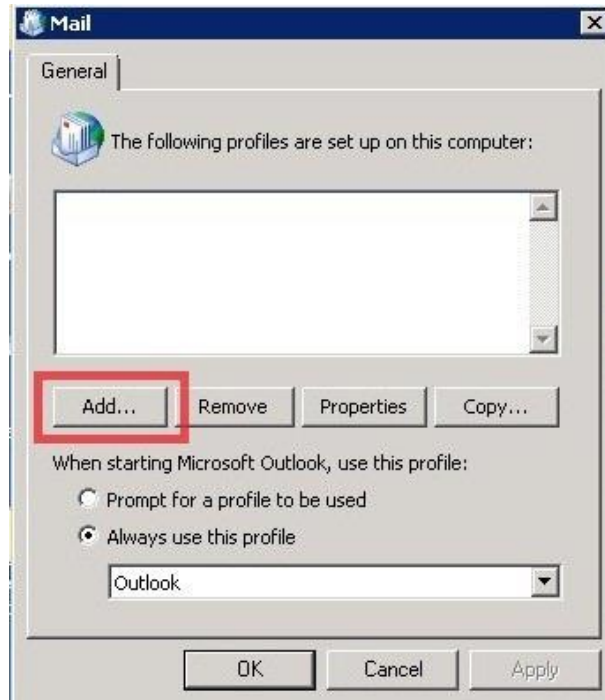 Mail
General
The following profiles are set up on this computer:
Add... Remove Properties Copy...
When starting Microsoft Outlook, use this profile:
Prompt for a profile to be used
Always use this profile
Outlook
OK Cancel Apply